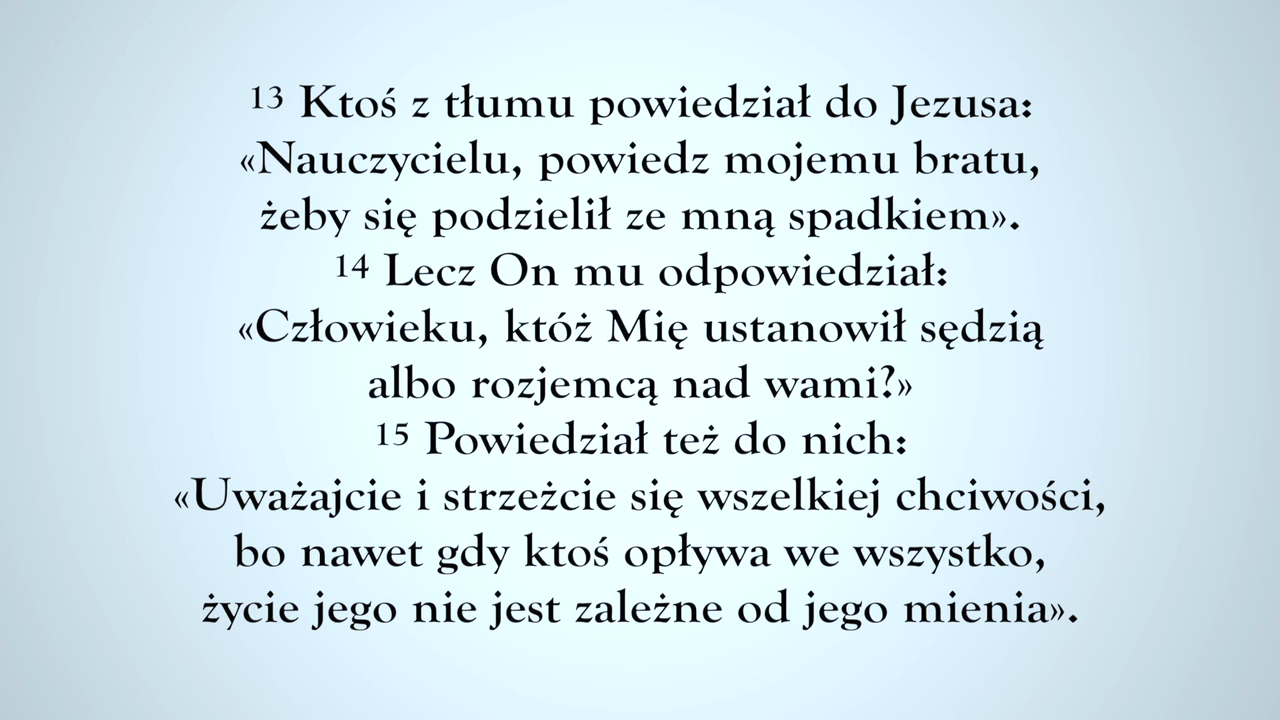 13 Ktoś z tłumu powiedział do Jezusa:
«Nauczycielu, powiedz mojemu bratu,
żeby się podzielił ze mną spadkiem».
14 Lecz On mu odpowiedział:
«Człowieku, któż Mię ustanowił sędzią
albo rozjemcą nad wami?»
15 Powiedział też do nich:
«Uważajcie i strzeżcie się wszelkiej chciwości,
bo nawet gdy ktoś opływa we wszystko,
życie jego nie jest zależne od jego mienia».